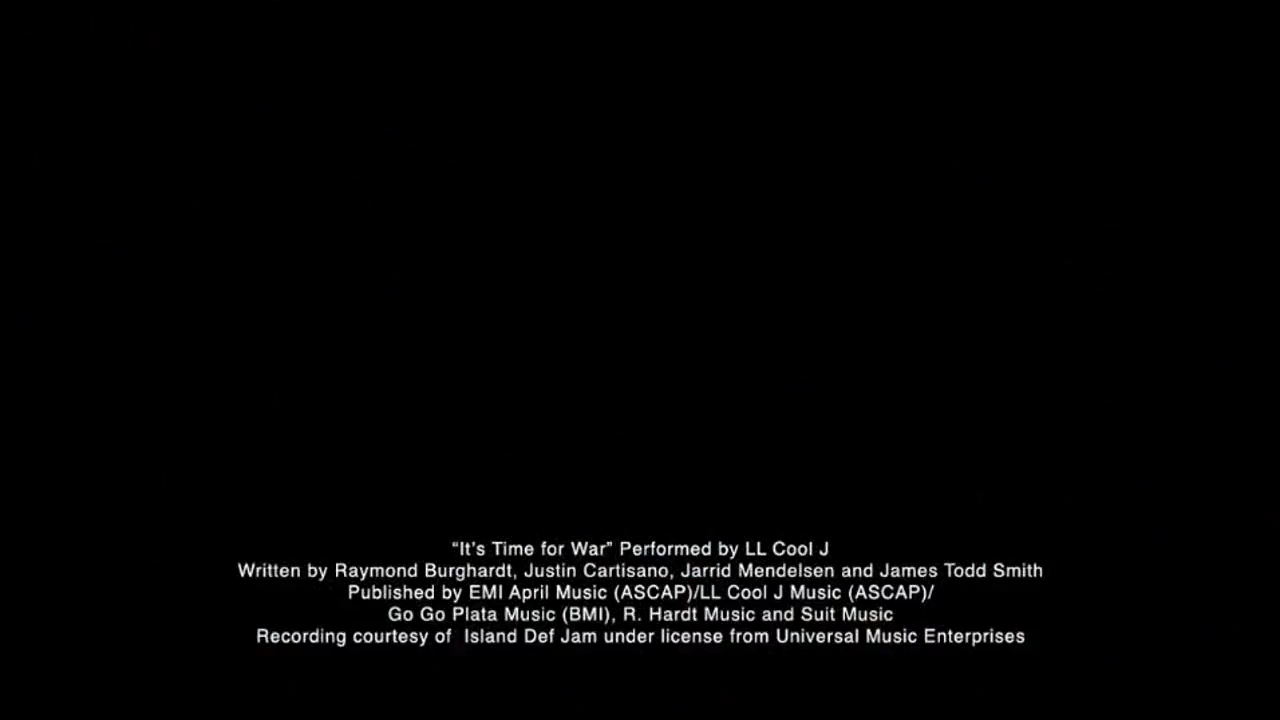 “It’s Time for War” Performed by LL Cool J
Written by Raymond Burghardt, Justin Cartisano, Jarrid Mendelsen and James Todd Smith
Published by EMI April Music (ASCAP)/LL Cool J Music (ASCAP)/
Go Go Plata Music (BMI), R. Hardt Music and Suit Music
Recording courtesy of  Island Def Jam under license from Universal Music Enterprises